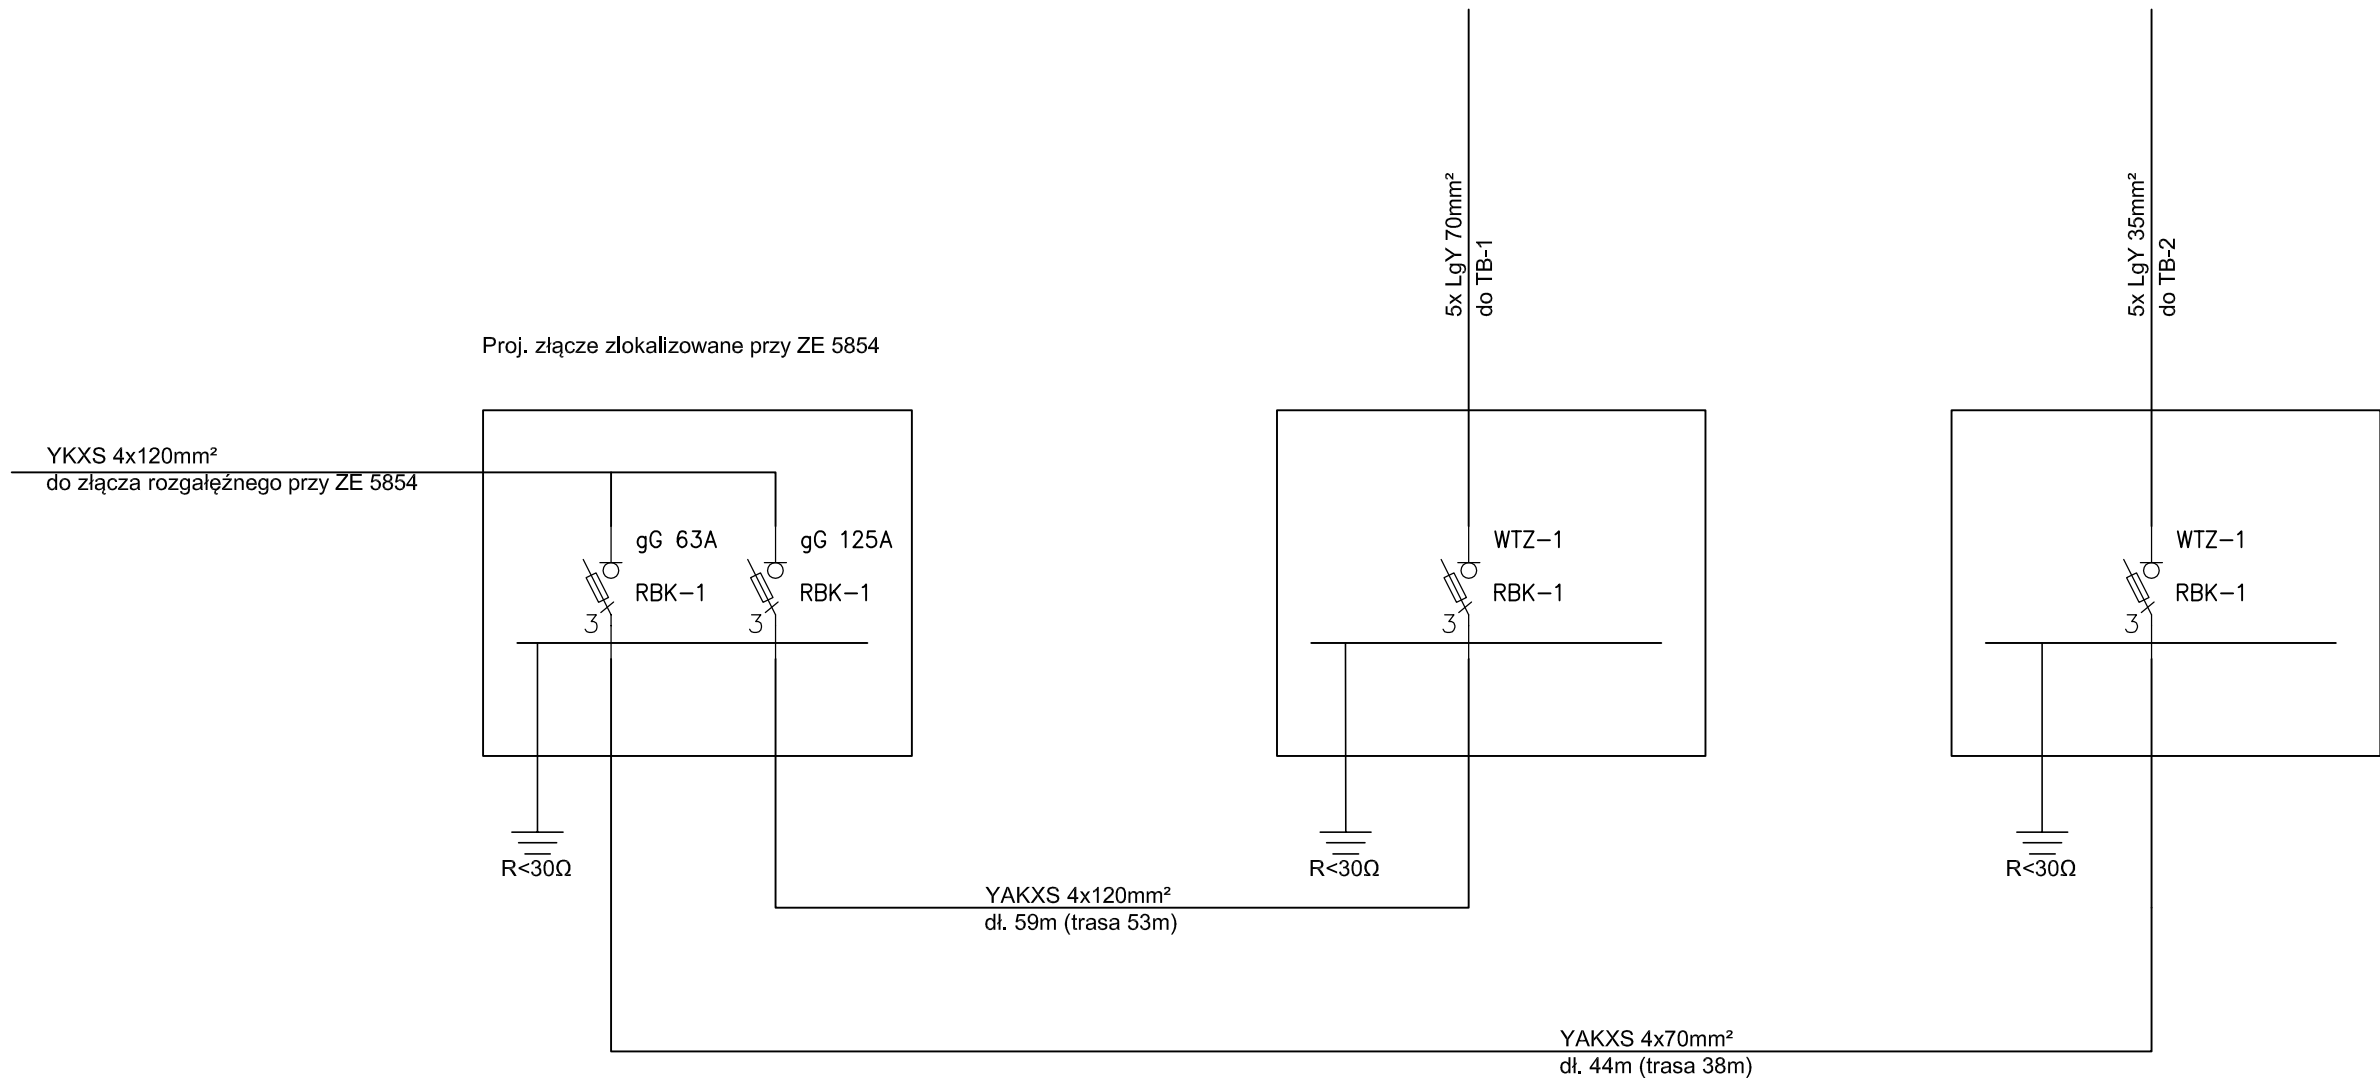 5x LgY 70mm²
do TB-1
5x LgY 35mm²
do TB-2
Proj. złącze zlokalizowane przy ZE 5854
YKXS 4x120mm²
do złącza rozgałęźnego przy ZE 5854
gG 63A
RBK-1
3
gG 125A
RBK-1
3
WTZ-1
RBK-1
3
WTZ-1
RBK-1
3
R<30Ω
R<30Ω
R<30Ω
YAKXS 4x120mm²
dł. 59m (trasa 53m)
YAKXS 4x70mm²
dł. 44m (trasa 38m)